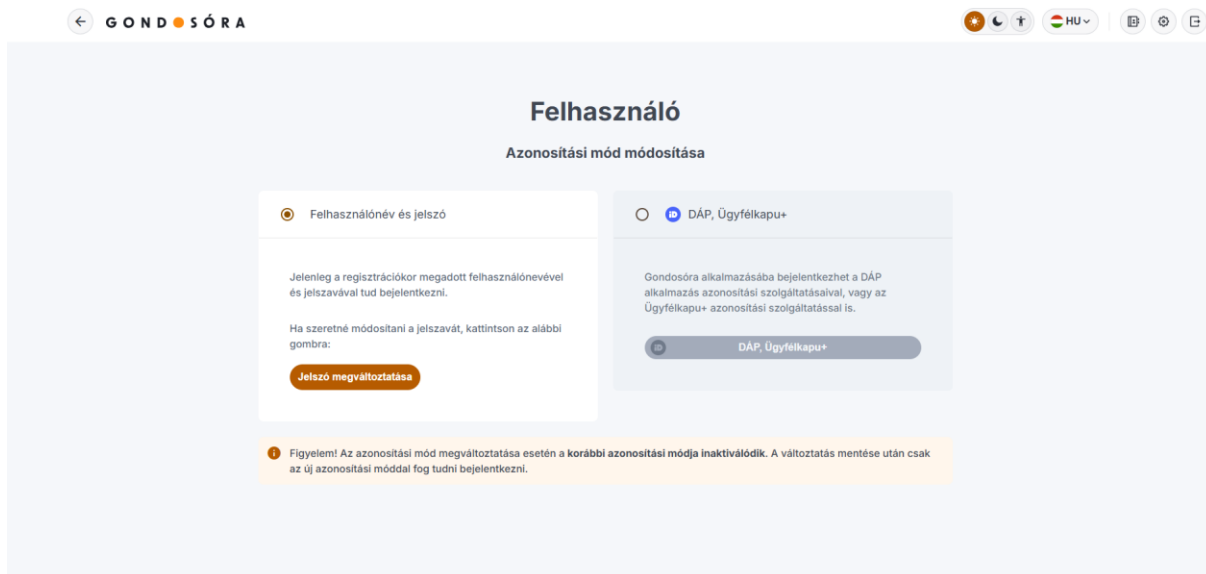 GONDOSÓRA
HU
Felhasználó
Azonosítási mód módosítása
Felhasználónév és jelszó
Jelenleg a regisztrációkor megadott felhasználónevével
és jelszavával tud bejelentkezni.
Ha szeretné módosítani a jelszavát, kattintson az alábbi
gombra:
Jelszó megváltoztatása
iD DÁP, Ügyfélkapu+
Gondosóra alkalmazásába bejelentkezhet a DÁP
alkalmazás azonosítási szolgáltatásaival, vagy az
Ügyfélkapu+ azonosítási szolgáltatással is.
iD DÁP, Ügyfélkapu+
Figyelem! Az azonosítási mód megváltoztatása esetén a korábbi azonosítási módja inaktiválódik. A változtatás mentése után csak
az új azonosítási móddal fog tudni bejelentkezni.